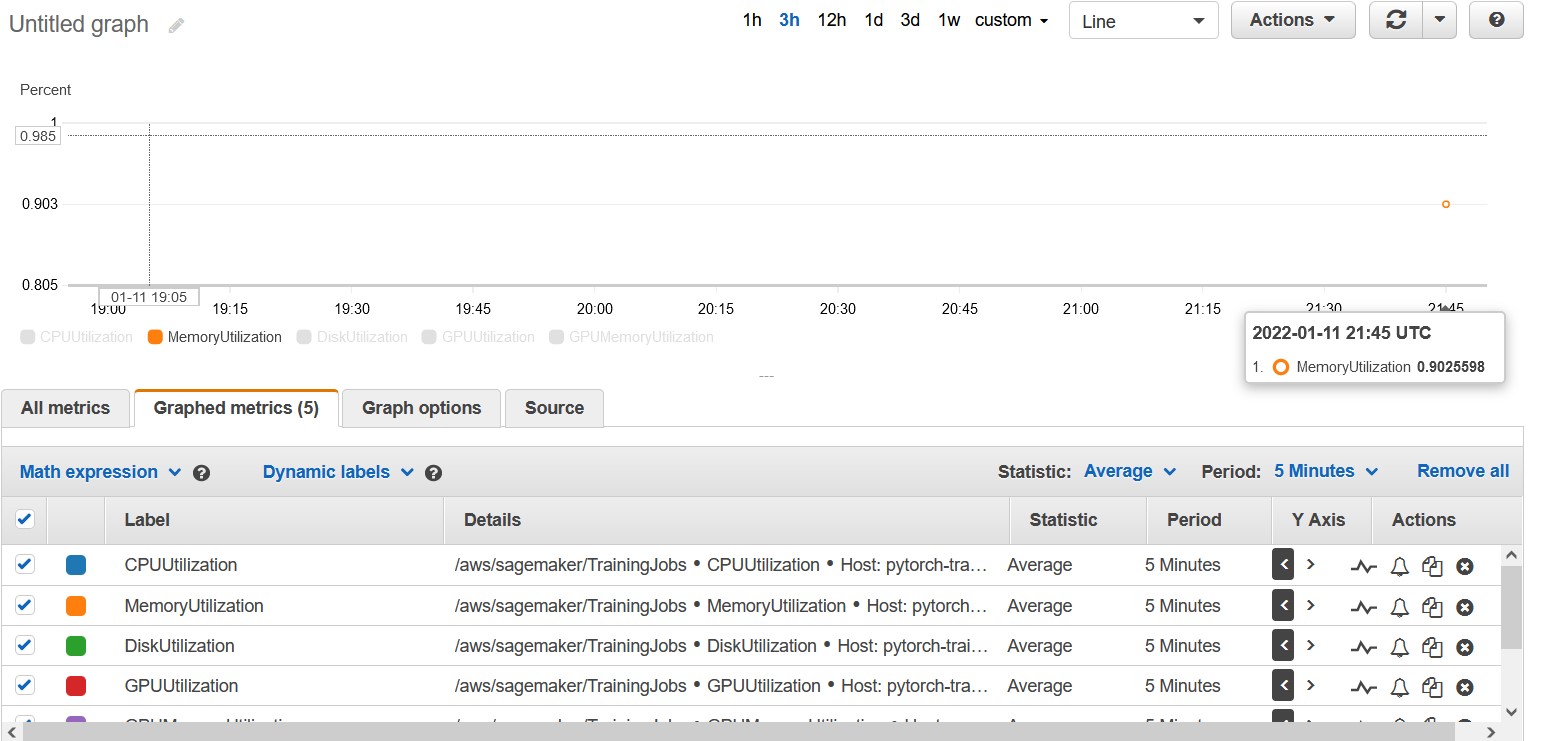 Untitled graph 1h 3h 12h 1d 3d 1w custom Line Actions
Percent
1
0.985
0.903
0.805
01-11 19:05
19:00 19:15 19:30 19:45 20:00 20:15 20:30 20:45 21:00 21:15 21:30 21:45
CPUUtilization MemoryUtilization DiskUtilization GPUUtilization GPUMemoryUtilization
2022-01-11 21:45 UTC
1. MemoryUtilization 0.9025598
All metrics Graphed metrics (5) Graph options Source
Math expression Dynamic labels Statistic: Average Period: 5 Minutes Remove all
Label Details Statistic Period Y Axis Actions
CPUUtilization /aws/sagemaker/TrainingJobs • CPUUtilization • Host: pytorch-tra… Average 5 Minutes
MemoryUtilization /aws/sagemaker/TrainingJobs • MemoryUtilization • Host: pytorch… Average 5 Minutes
DiskUtilization /aws/sagemaker/TrainingJobs • DiskUtilization • Host: pytorch-trai… Average 5 Minutes
GPUUtilization /aws/sagemaker/TrainingJobs • GPUUtilization • Host: pytorch-tra… Average 5 Minutes